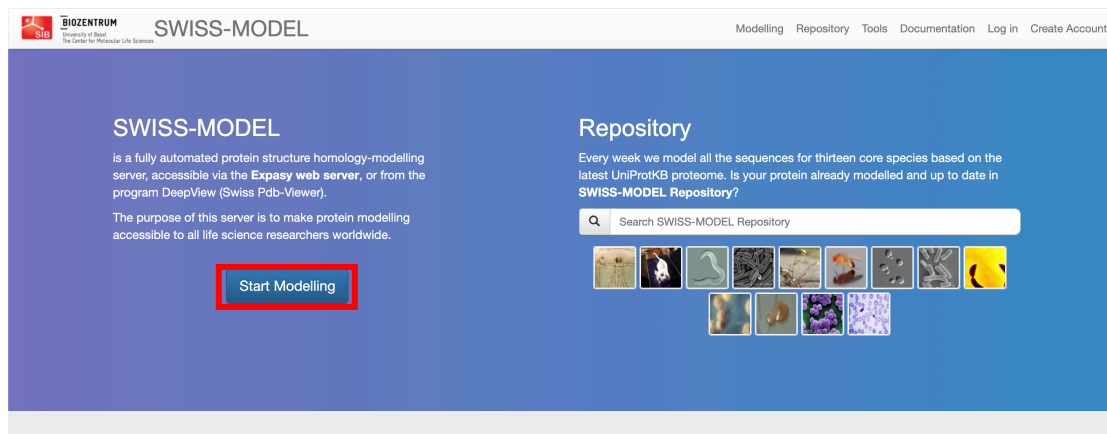 SIB
BIOZENTRUM
University of Basel
The Center for Molecular Life Sciences
SWISS-MODEL
Modelling Repository Tools Documentation Log in Create Account
SWISS-MODEL
is a fully automated protein structure homology-modelling
server, accessible via the Expasy web server, or from the
program DeepView (Swiss Pdb-Viewer).
The purpose of this server is to make protein modelling
accessible to all life science researchers worldwide.
Start Modelling
Repository
Every week we model all the sequences for thirteen core species based on the
latest UniProtKB proteome. Is your protein already modelled and up to date in
SWISS-MODEL Repository?
Search SWISS-MODEL Repository